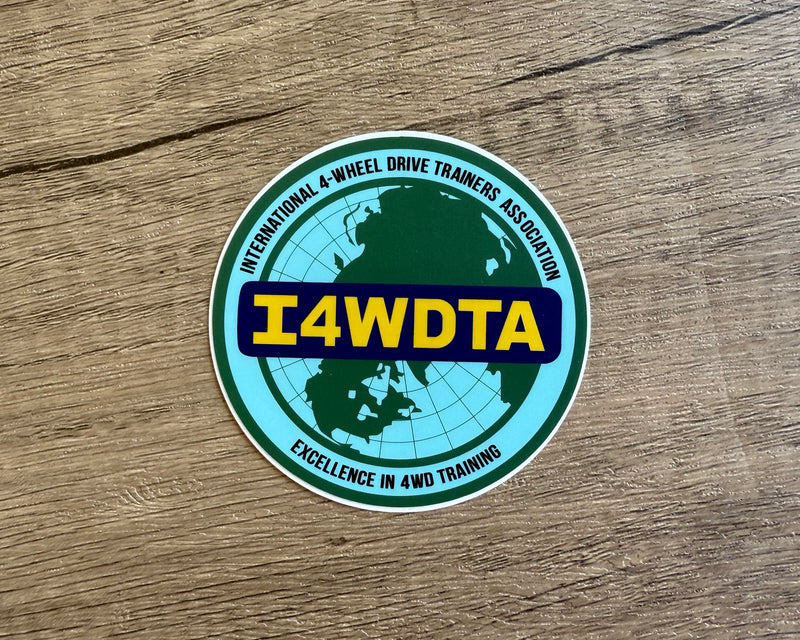 INTERNATIONAL 4-WHEEL DRIVE TRAINERS ASSOCIATION
I4WDTA
EXCELLENCE IN 4WD TRAINING